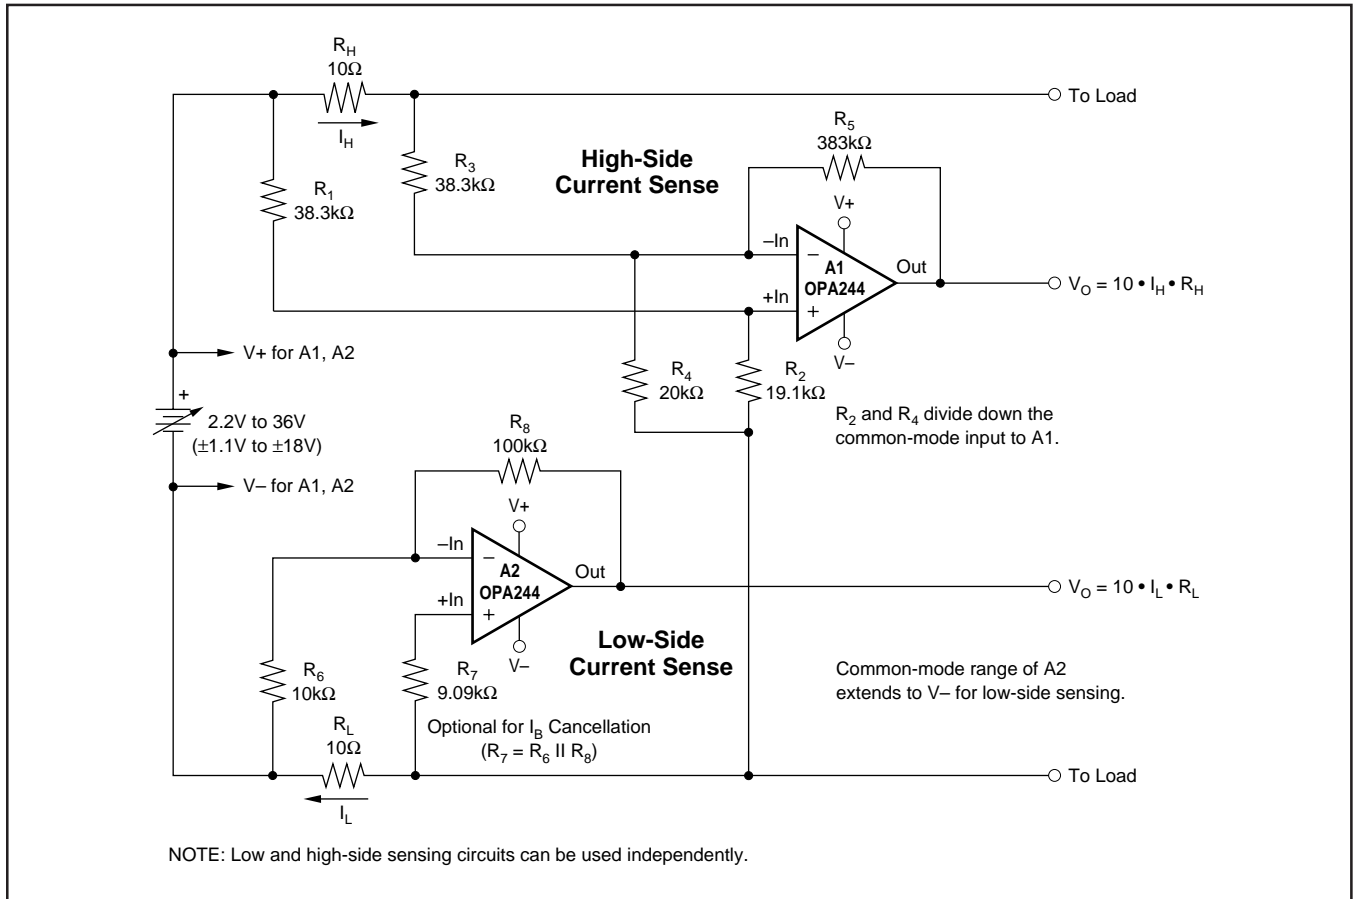 R_H
10Ω
I_H
To Load
R_5
383kΩ
High-Side
Current Sense
R_3
38.3kΩ
R_1
38.3kΩ
V+
–In
−
A1
OPA244
Out
+In
+
V–
V_O = 10 • I_H • R_H
V+ for A1, A2
+
2.2V to 36V
(±1.1V to ±18V)
V– for A1, A2
R_4
20kΩ
R_2
19.1kΩ
R_2 and R_4 divide down the
common-mode input to A1.
R_8
100kΩ
V+
–In
−
A2
OPA244
Out
+In
+
V–
V_O = 10 • I_L • R_L
Low-Side
Current Sense
R_6
10kΩ
R_7
9.09kΩ
Common-mode range of A2
extends to V– for low-side sensing.
Optional for I_B Cancellation
(R_7 = R_6 II R_8)
R_L
10Ω
I_L
To Load
NOTE: Low and high-side sensing circuits can be used independently.